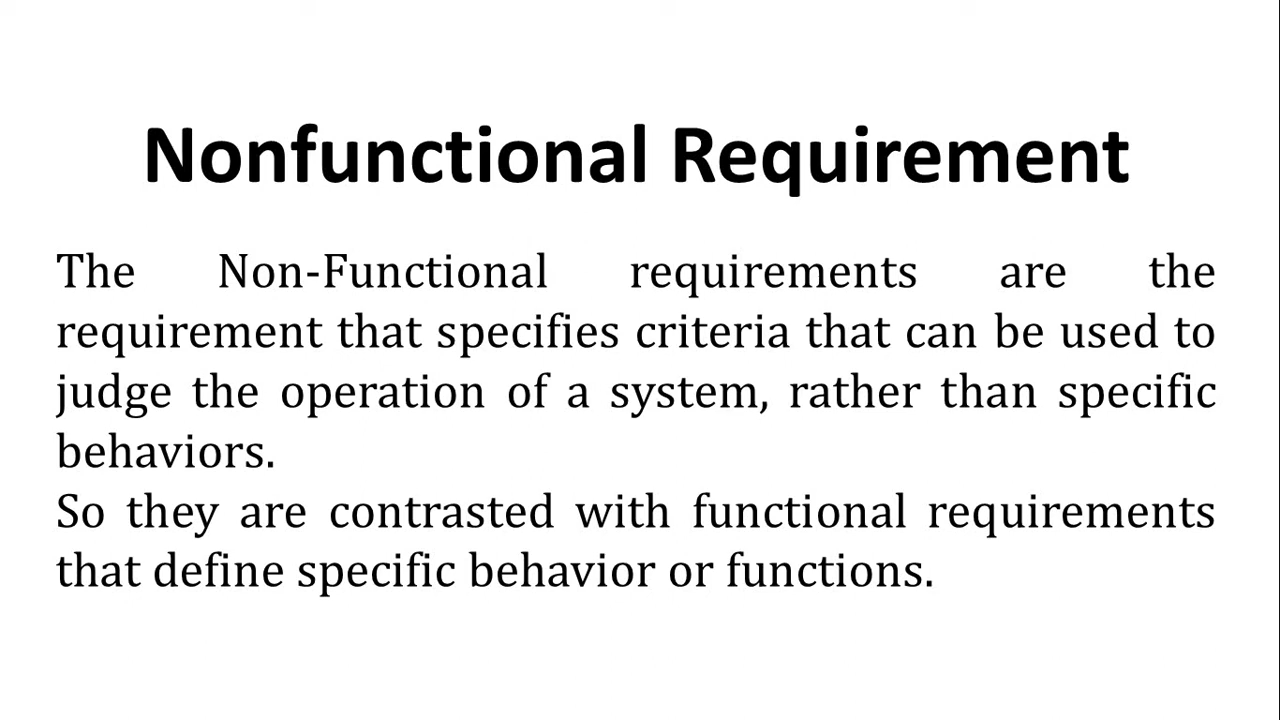 Nonfunctional Requirement
The Non-Functional requirements are the
requirement that specifies criteria that can be used to
judge the operation of a system, rather than specific
behaviors.
So they are contrasted with functional requirements
that define specific behavior or functions.